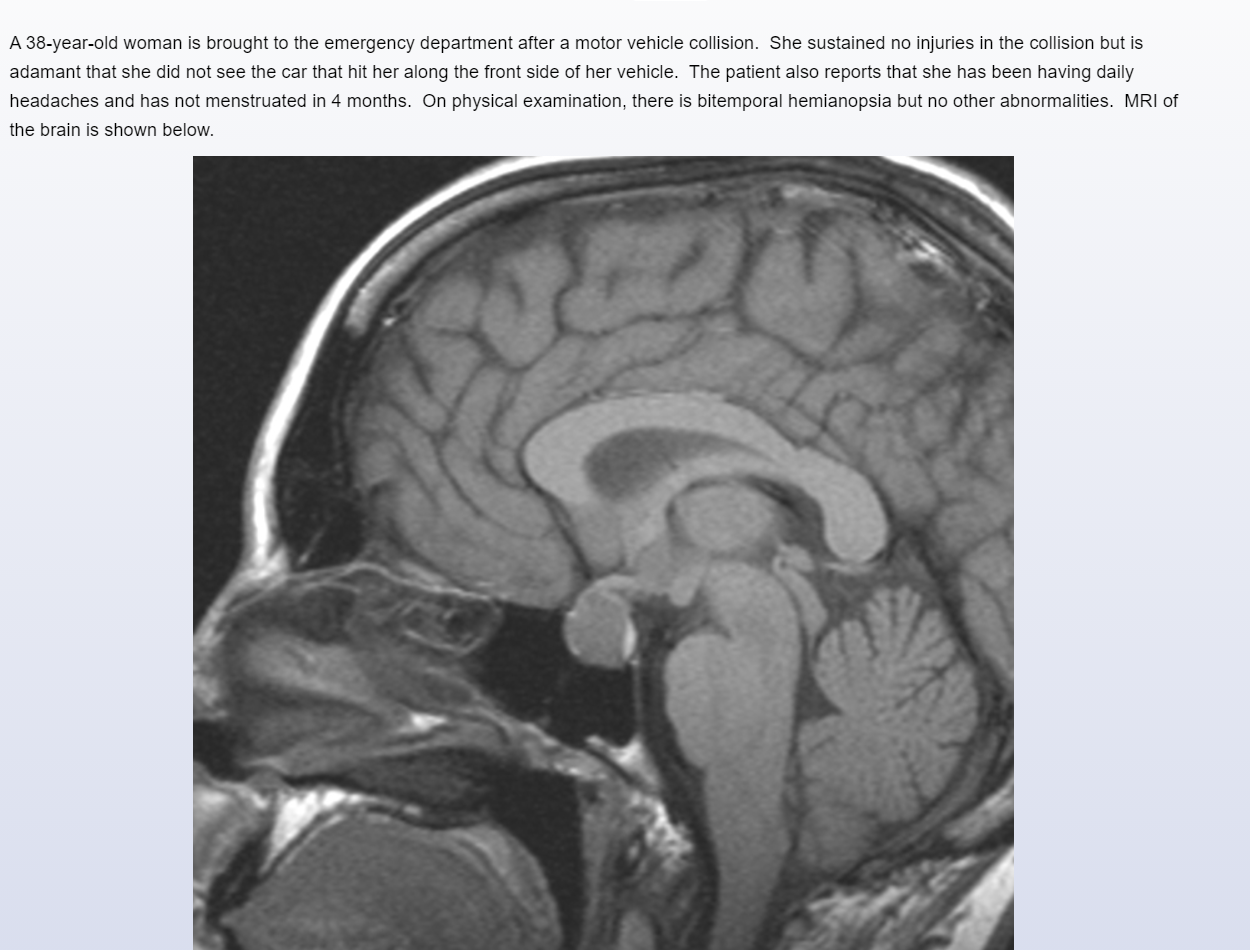 A 38-year-old woman is brought to the emergency department after a motor vehicle collision.  She sustained no injuries in the collision but is
adamant that she did not see the car that hit her along the front side of her vehicle.  The patient also reports that she has been having daily
headaches and has not menstruated in 4 months.  On physical examination, there is bitemporal hemianopsia but no other abnormalities.  MRI of
the brain is shown below.